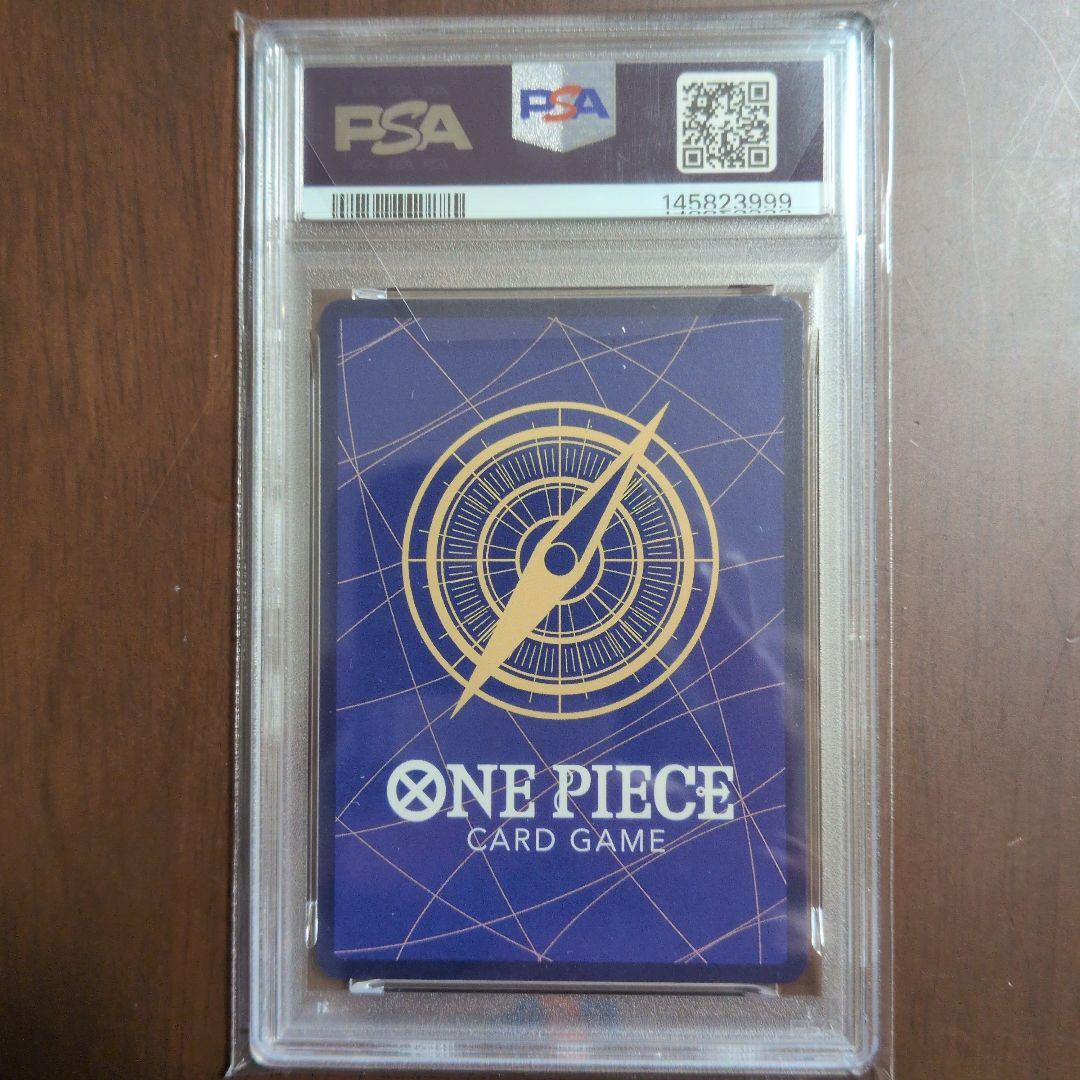 PSA
PSA
145823999
ONE PIECE
CARD GAME